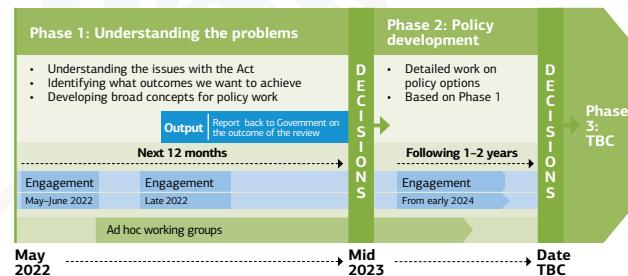 Phase 1: Understanding the problems
• Understanding the issues with the Act
• Identifying what outcomes we want to achieve
• Developing broad concepts for policy work
Output
Report back to Government on
the outcome of the review
Next 12 months
Engagement
May–June 2022
Engagement
Late 2022
Ad hoc working groups
DECISIONS
Phase 2: Policy
development
• Detailed work on
policy options
• Based on Phase 1
Following 1–2 years
Engagement
From early 2024
DECISIONS
Phase
3:
TBC
May
2022
Mid
2023
Date
TBC